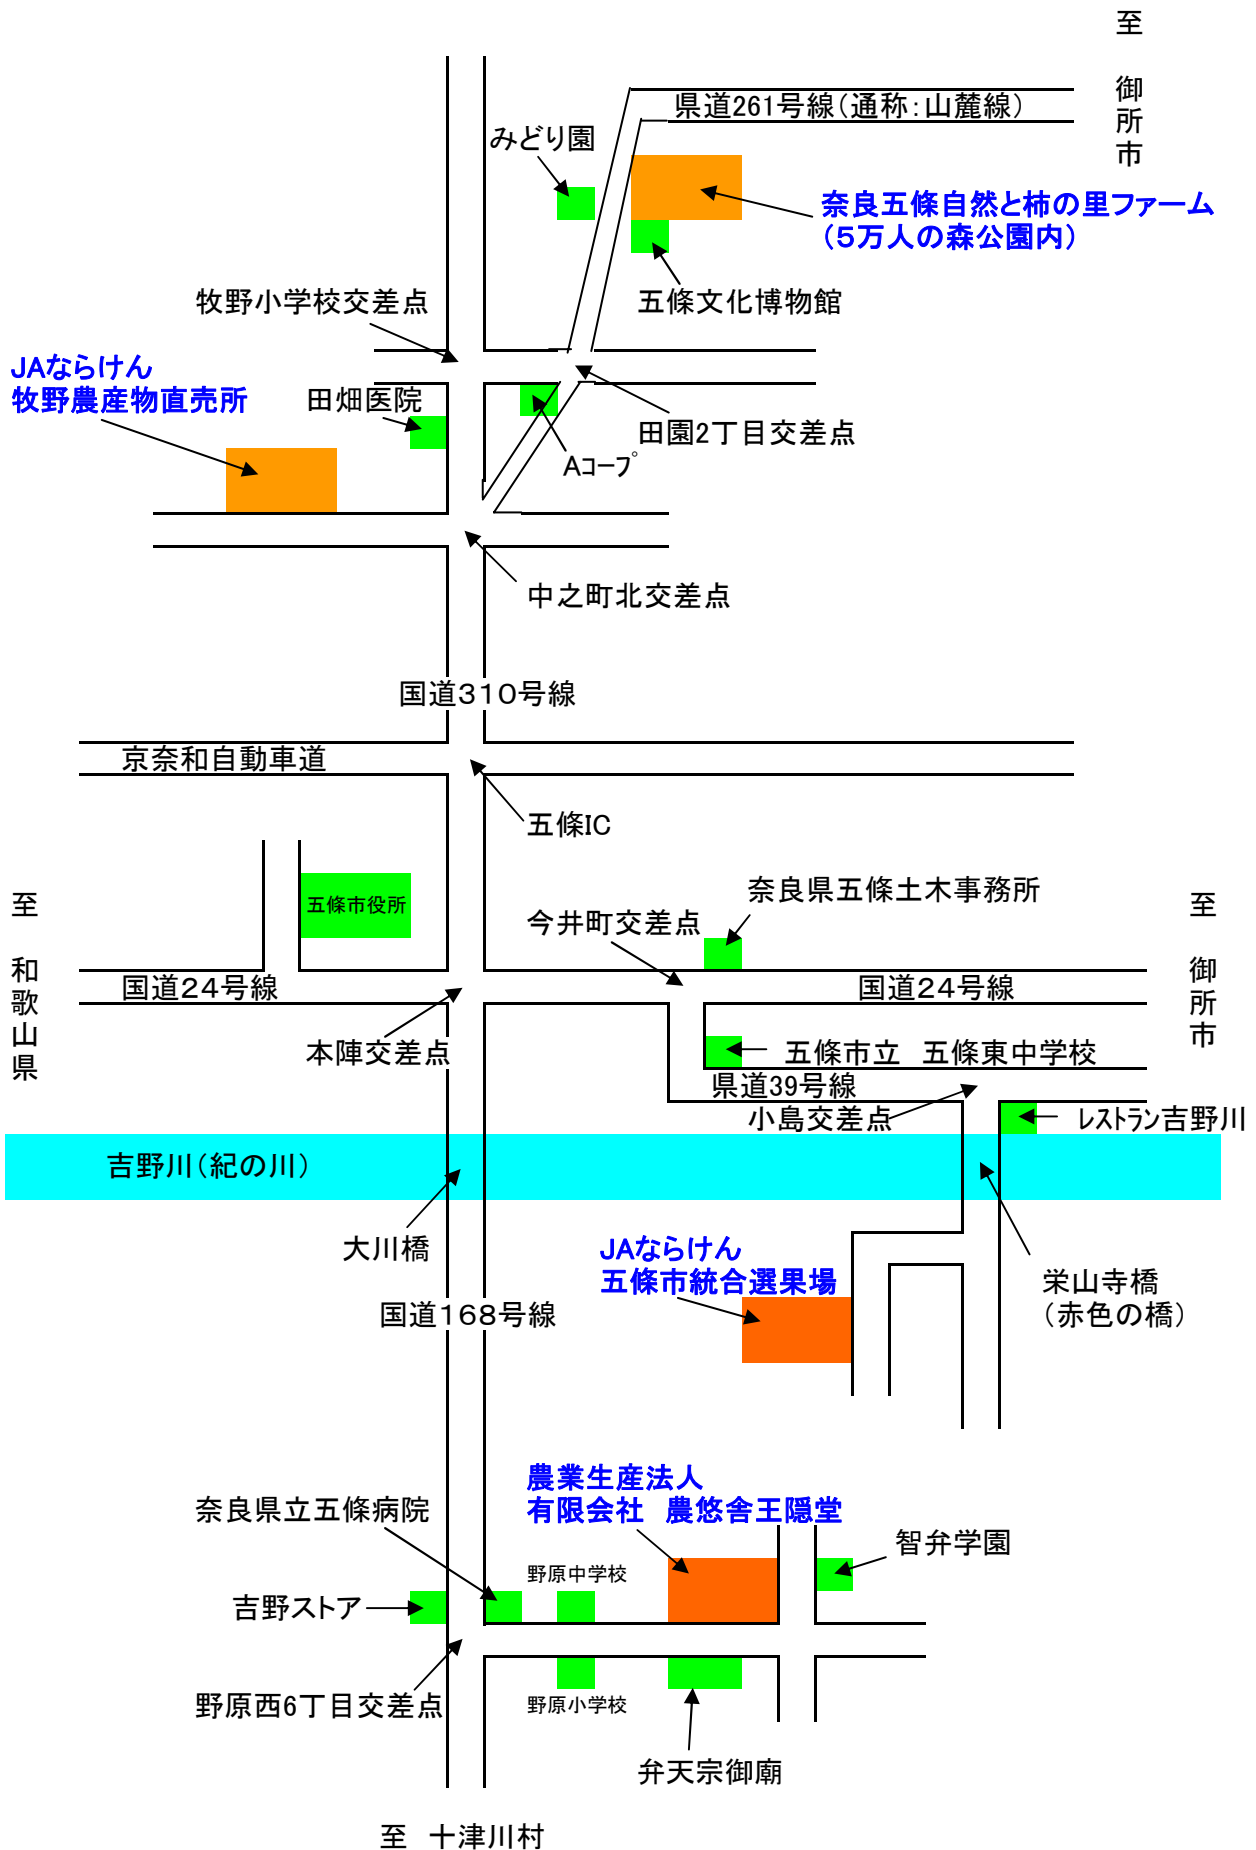 至　御所市
県道261号線(通称:山麓線)
みどり園
奈良五條自然と柿の里ファーム
(5万人の森公園内)
五條文化博物館
牧野小学校交差点
JAならけん
牧野農産物直売所
田畑医院
田園2丁目交差点
Aコープ
中之町北交差点
国道310号線
京奈和自動車道
五條IC
至　和歌山県
五條市役所
奈良県五條土木事務所
今井町交差点
至　御所市
国道24号線
国道24号線
本陣交差点
五條市立　五條東中学校
県道39号線
小島交差点
レストラン吉野川
吉野川(紀の川)
大川橋
JAならけん
五條市統合選果場
栄山寺橋
(赤色の橋)
国道168号線
農業生産法人
有限会社　農悠舎王隠堂
奈良県立五條病院
智弁学園
野原中学校
吉野ストア
野原西6丁目交差点
野原小学校
弁天宗御廟
至　十津川村